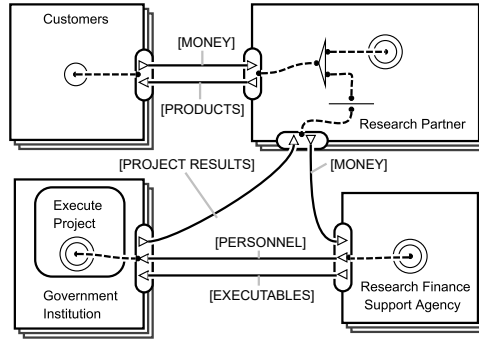 Customers
[MONEY]
[PRODUCTS]
Research Partner
[PROJECT RESULTS]
[MONEY]
Execute
Project
[PERSONNEL]
[EXECUTABLES]
Government
Institution
Research Finance
Support Agency